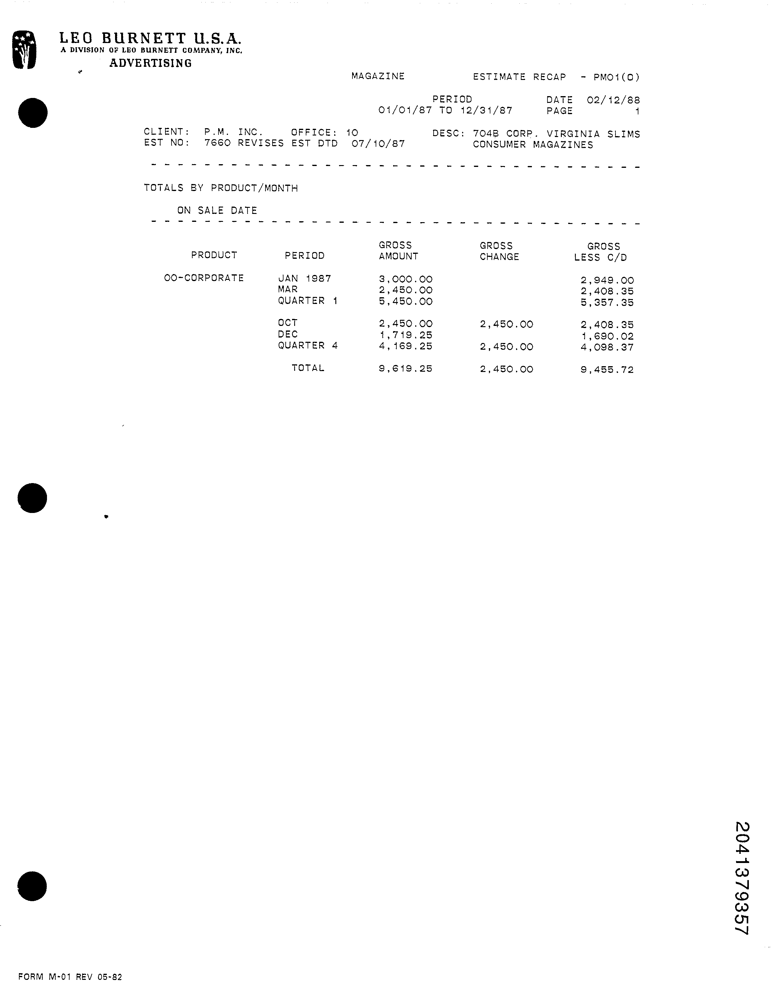 LEO BURNETT U.S.A.
A DIVISION OF LEO BURNETT COMPANY, INC.
ADVERTISING
MAGAZINE ESTIMATE RECAP - PM01(0)
PERIOD DATE 02/12/88
01/01/87 TO 12/31/87 PAGE 1
CLIENT: P.M. INC. OFFICE: 10 DESC: 704B CORP. VIRGINIA SLIMS
EST NO: 7660 REVISES EST DTD 07/10/87 CONSUMER MAGAZINES
TOTALS BY PRODUCT/MONTH
ON SALE DATE
GROSS GROSS GROSS
PRODUCT PERIOD AMOUNT CHANGE LESS C/D
00-CORPORATE JAN 1987 3,000.00 2,949.00
MAR 2,450.00 2,408.35
QUARTER 1 5,450.00 5,357.35
OCT 2,450.00 2,450.00 2,408.35
DEC 1,719.25 1,690.02
QUARTER 4 4,169.25 2,450.00 4,098.37
TOTAL 9,619.25 2,450.00 9,455.72
2041379357
FORM M-01 REV 05-82